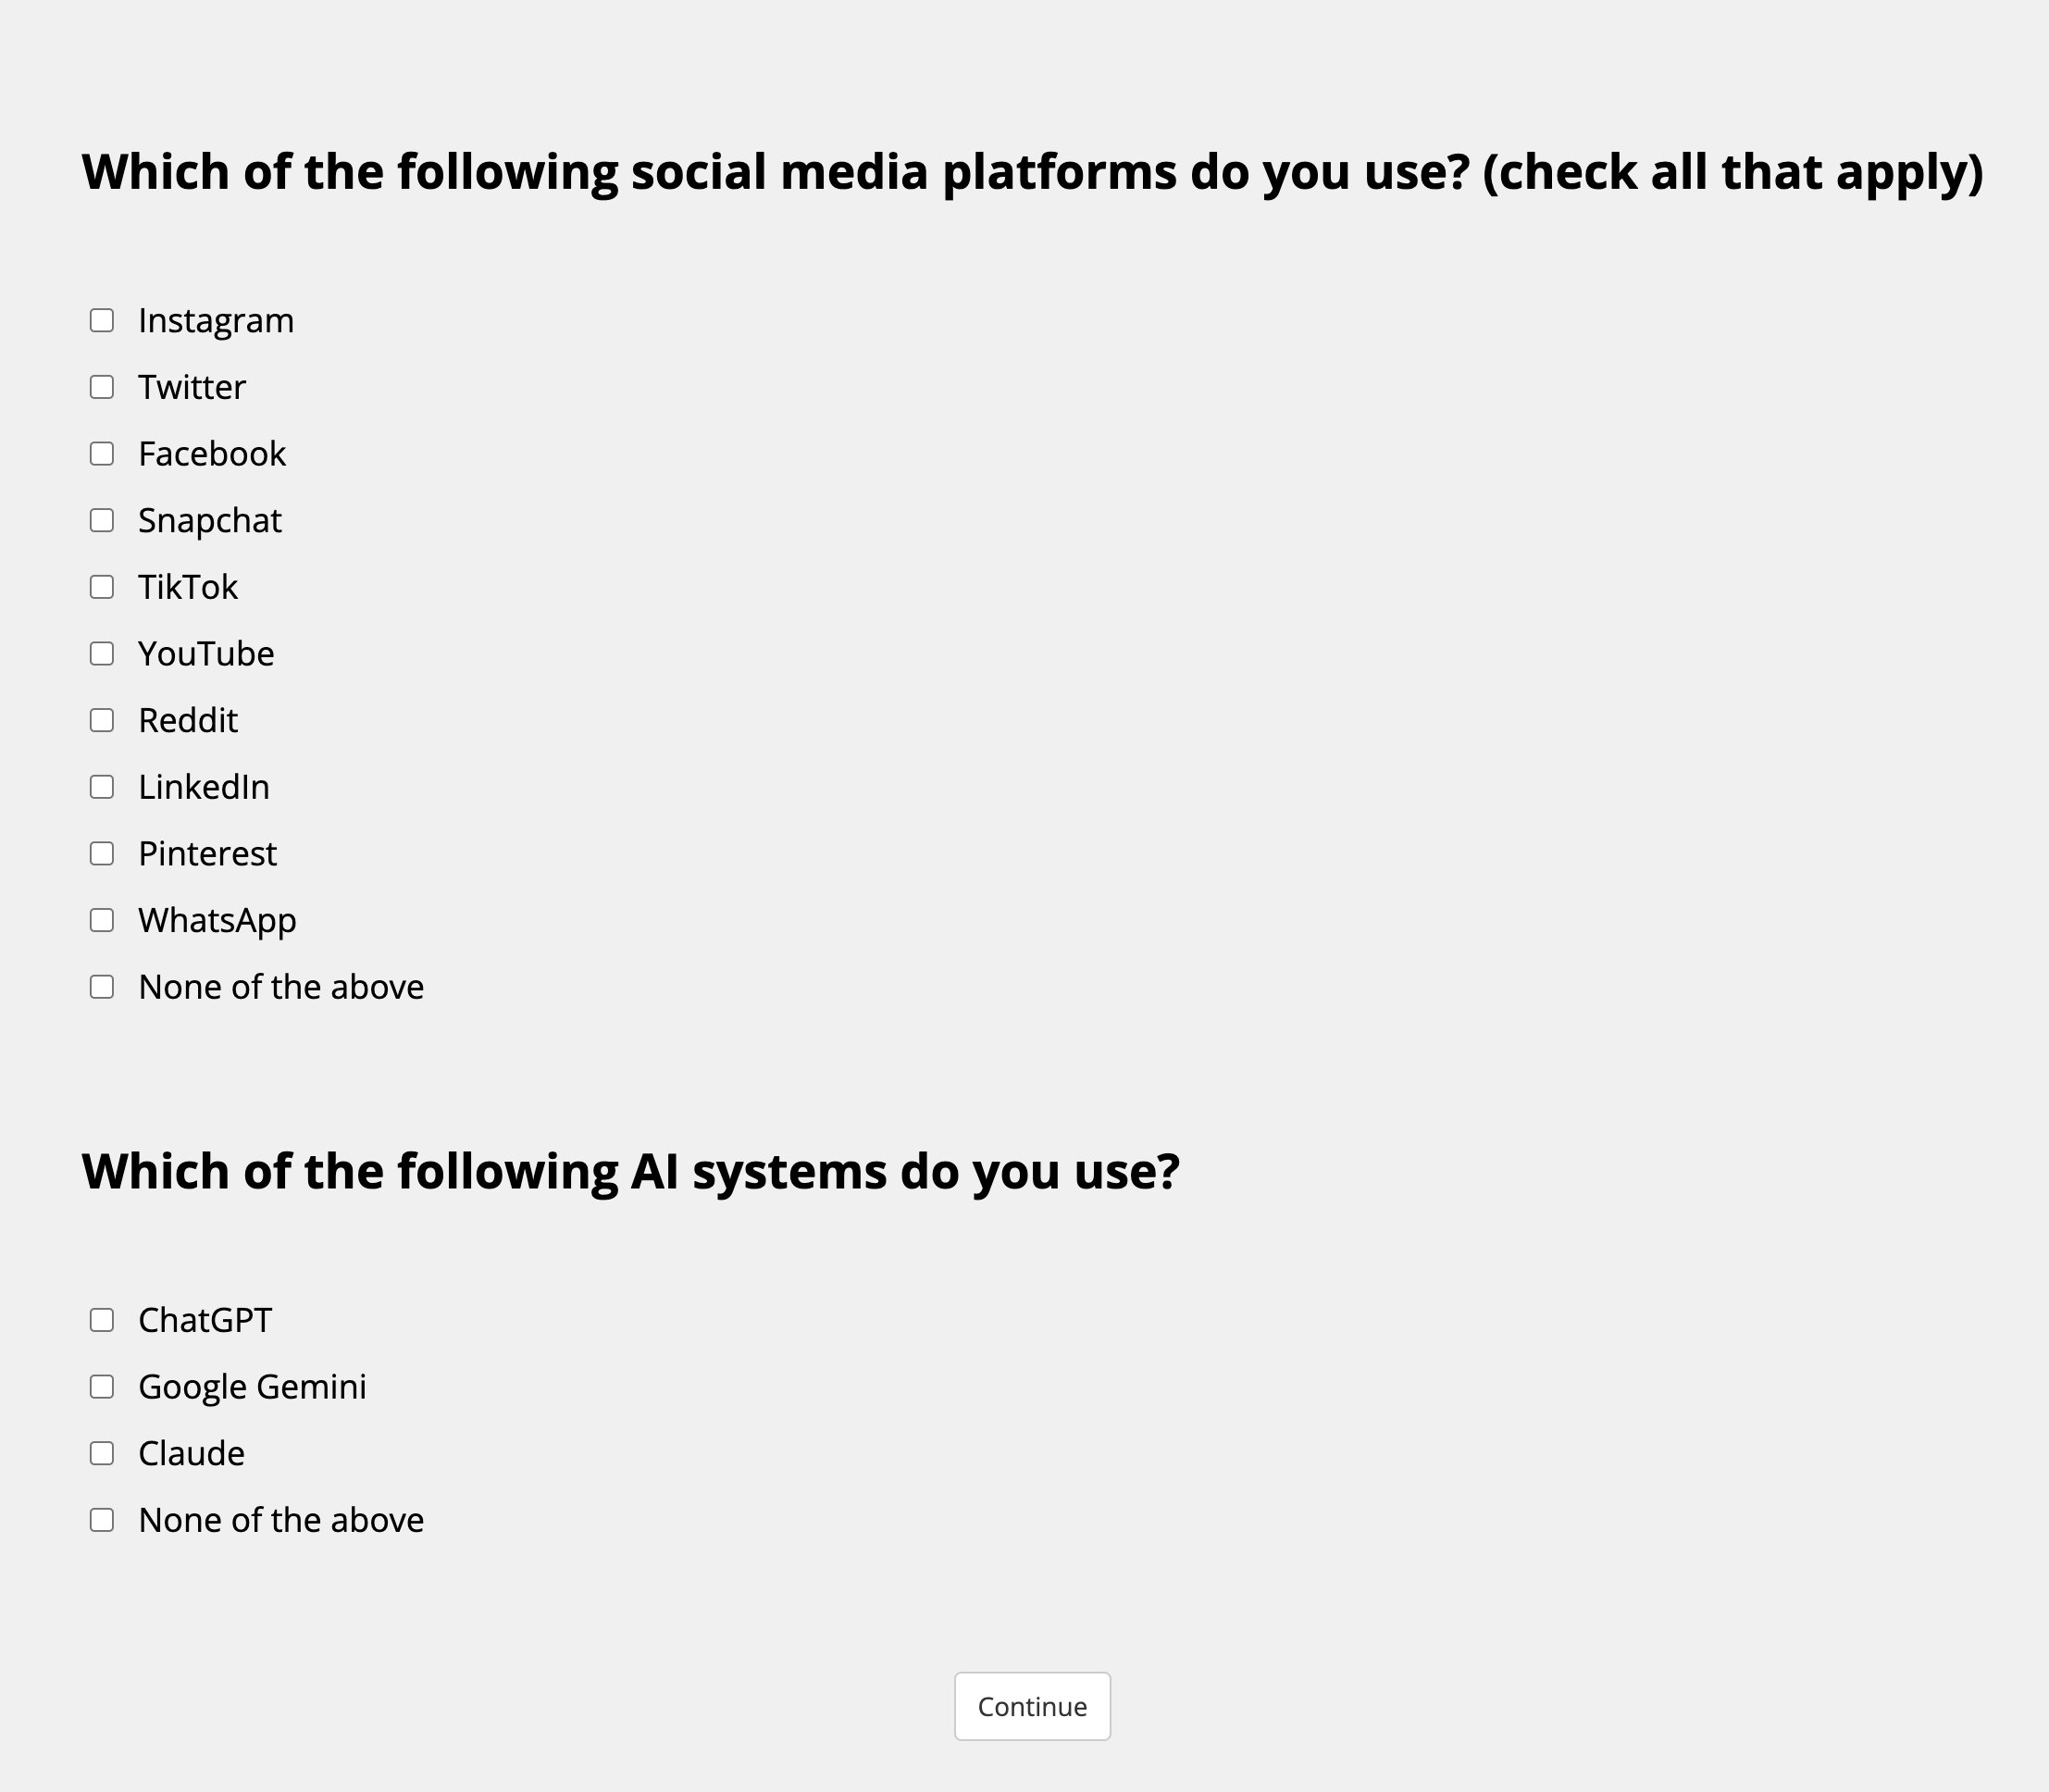 Which of the following social media platforms do you use? (check all that apply)
Instagram
Twitter
Facebook
Snapchat
TikTok
YouTube
Reddit
LinkedIn
Pinterest
WhatsApp
None of the above
Which of the following AI systems do you use?
ChatGPT
Google Gemini
Claude
None of the above
Continue